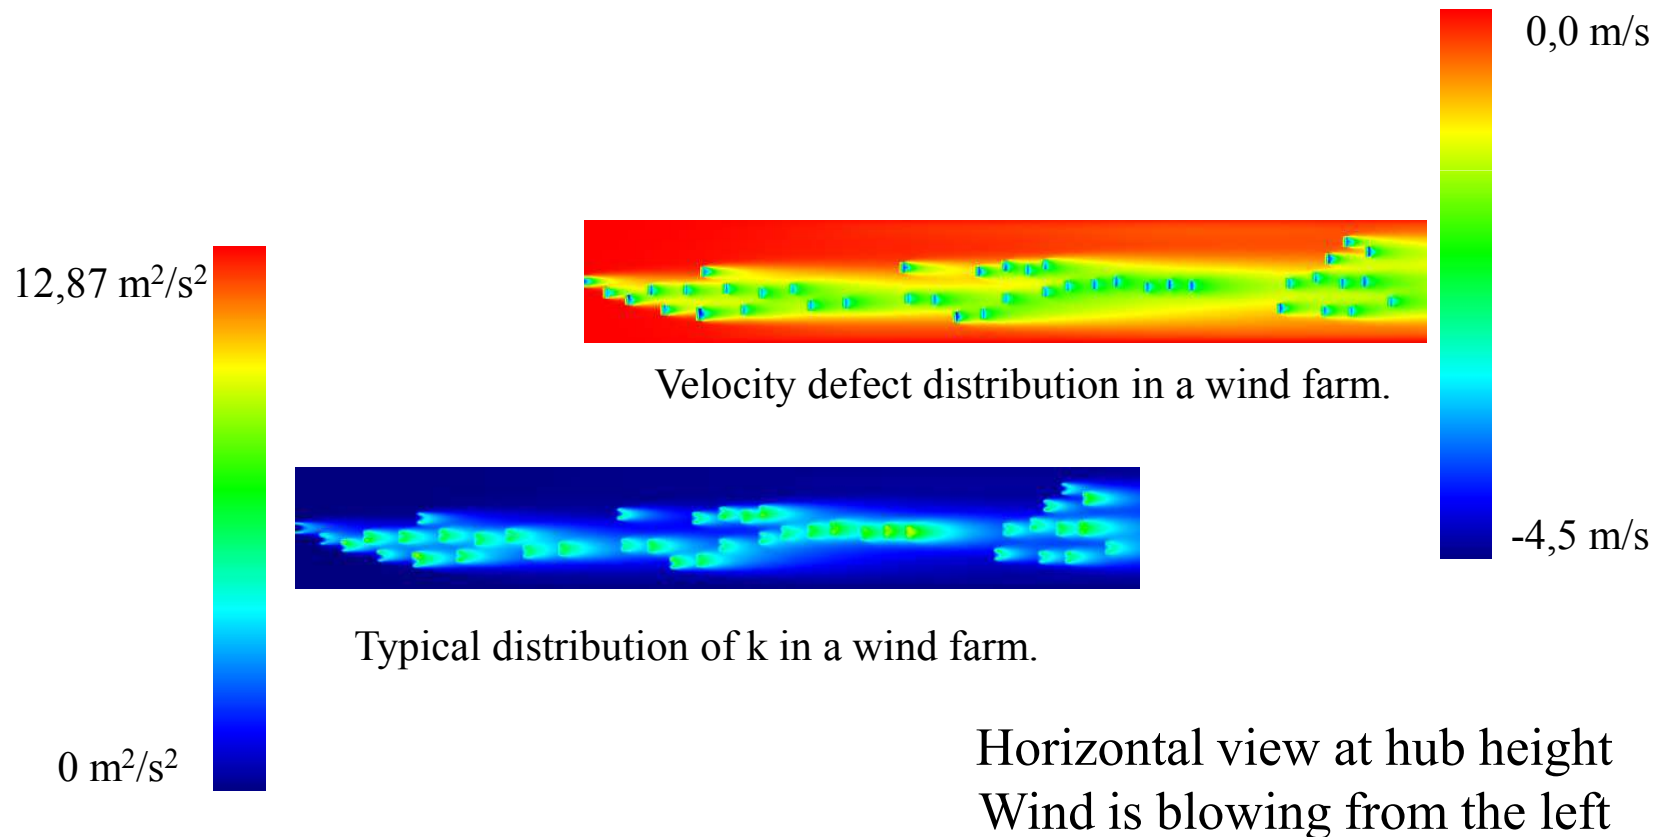 0,0 m/s
12,87 m²/s²
Velocity defect distribution in a wind farm.
-4,5 m/s
Typical distribution of k in a wind farm.
0 m²/s²
Horizontal view at hub height
Wind is blowing from the left